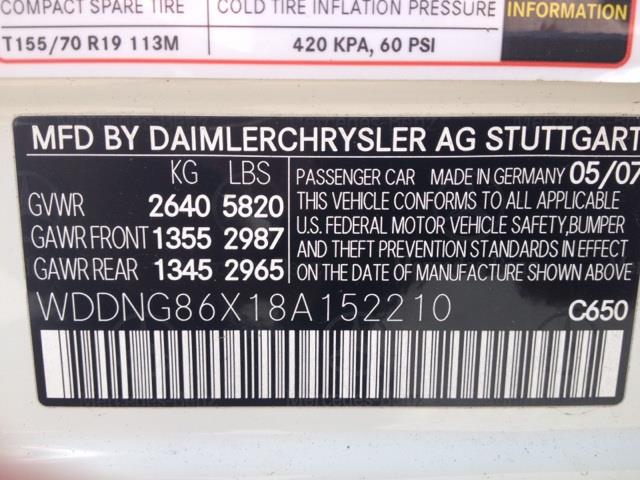 COMPACT SPARE TIRE COLD TIRE INFLATION PRESSURE
INFORMATION
T155/70 R19 113M 420 KPA, 60 PSI
MFD BY DAIMLERCHRYSLER AG STUTTGART
KG LBS PASSENGER CAR MADE IN GERMANY 05/07
GVWR 2640 5820 THIS VEHICLE CONFORMS TO ALL APPLICABLE
GAWR FRONT 1355 2987 U.S. FEDERAL MOTOR VEHICLE SAFETY, BUMPER
AND THEFT PREVENTION STANDARDS IN EFFECT
GAWR REAR 1345 2965 ON THE DATE OF MANUFACTURE SHOWN ABOVE
WDDNG86X18A152210 C650
Mercedes-Benz